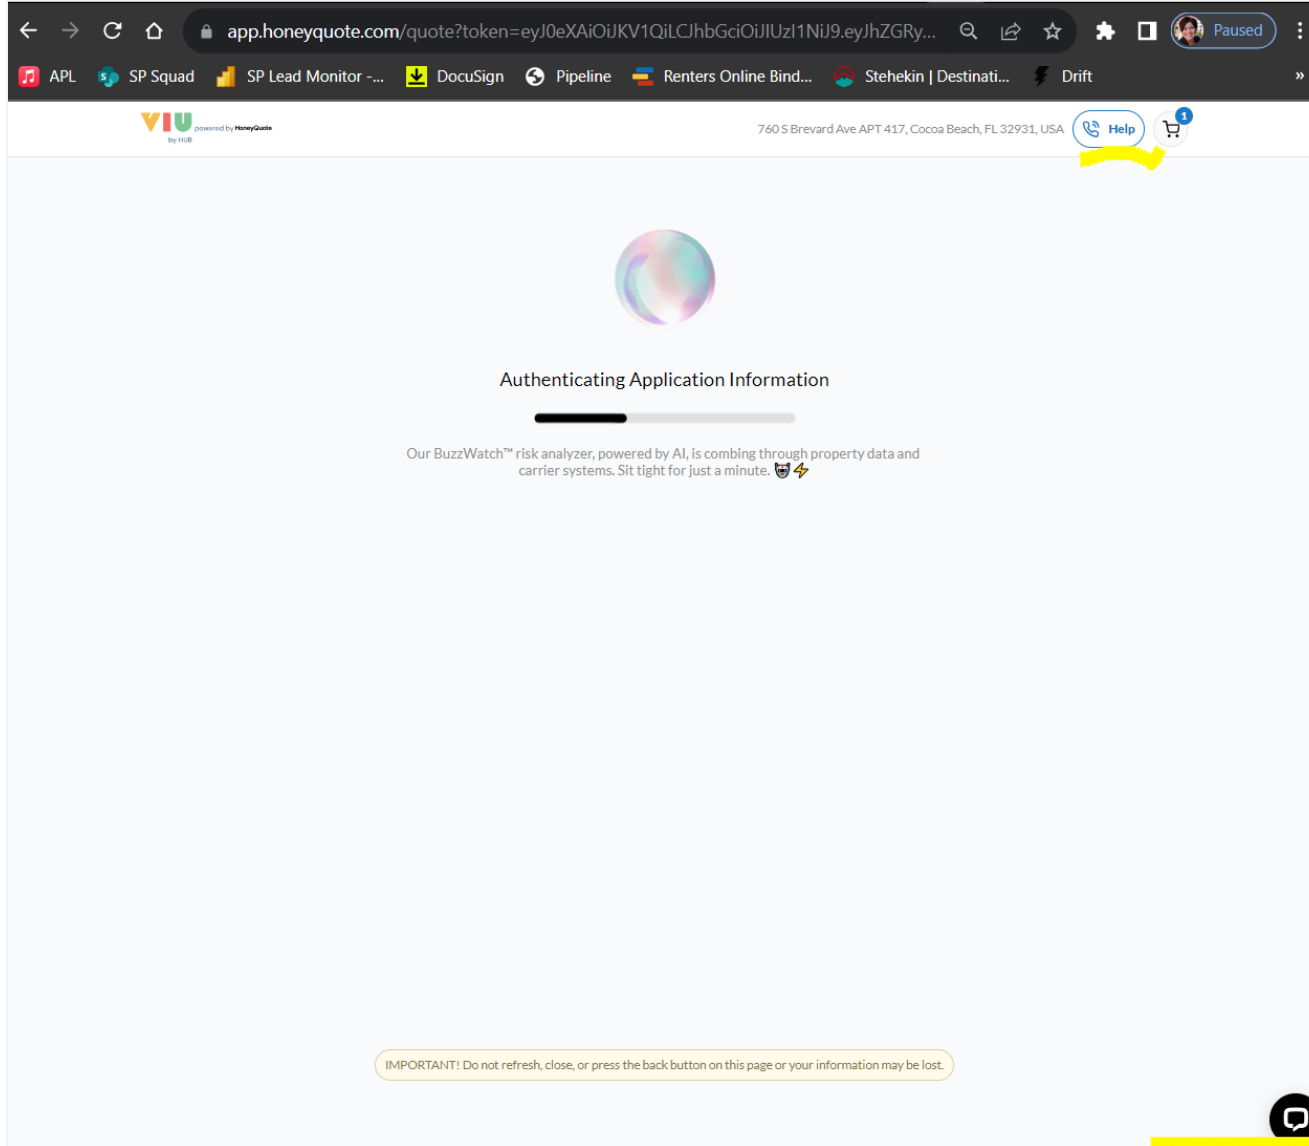 app.honeyquote.com/quote?token=eyJ0eXAiOiJKV1QiLCJhbGciOiJIUzI1NiJ9.eyJhZGRy... Paused
APL SP Squad SP Lead Monitor -... DocuSign Pipeline Renters Online Bind... Stehekin | Destinati... Drift »
VIU powered by HoneyQuote 760 S Brevard Ave APT 417, Cocoa Beach, FL 32931, USA Help 1
by HUB
Authenticating Application Information
Our BuzzWatch™ risk analyzer, powered by AI, is combing through property data and
carrier systems. Sit tight for just a minute.
IMPORTANT! Do not refresh, close, or press the back button on this page or your information may be lost.